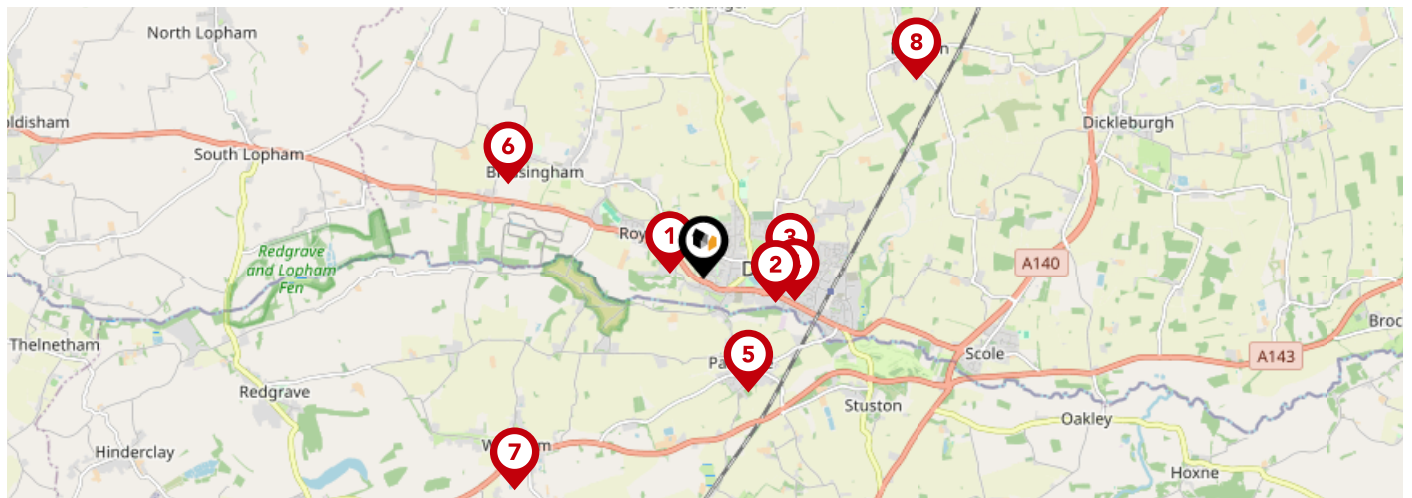 North Lopham
8
Dickleburgh
oldisham
South Lopham
6
Roy
1
3
2
D
Redgrave
and Lopham
Fen
A140
Thelnetham
5
Scole
A143
Broc
Redgrave
Stuston
Oakley
Hinderclay
7
Hoxne